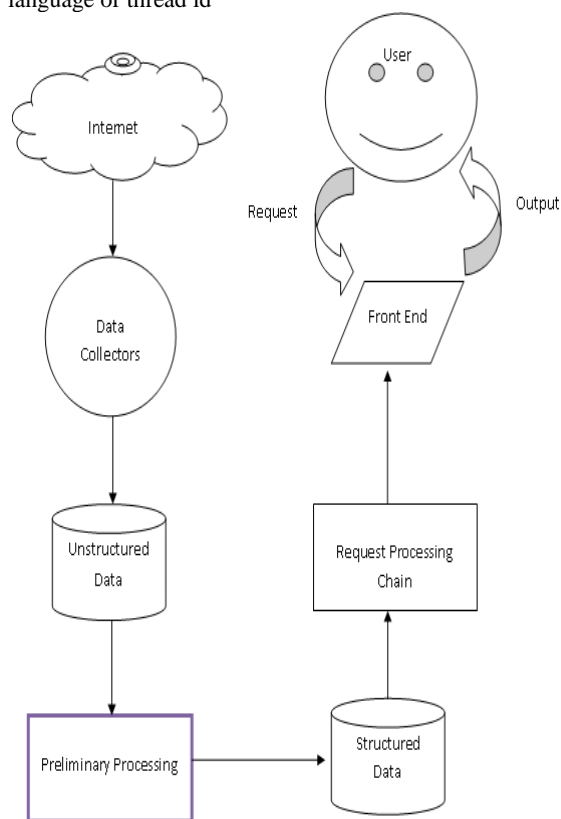 language or thread id
Internet
Data
Collectors
Unstructured
Data
Preliminary Processing
User
Request
Output
Front End
Request Processing
Chain
Structured
Data